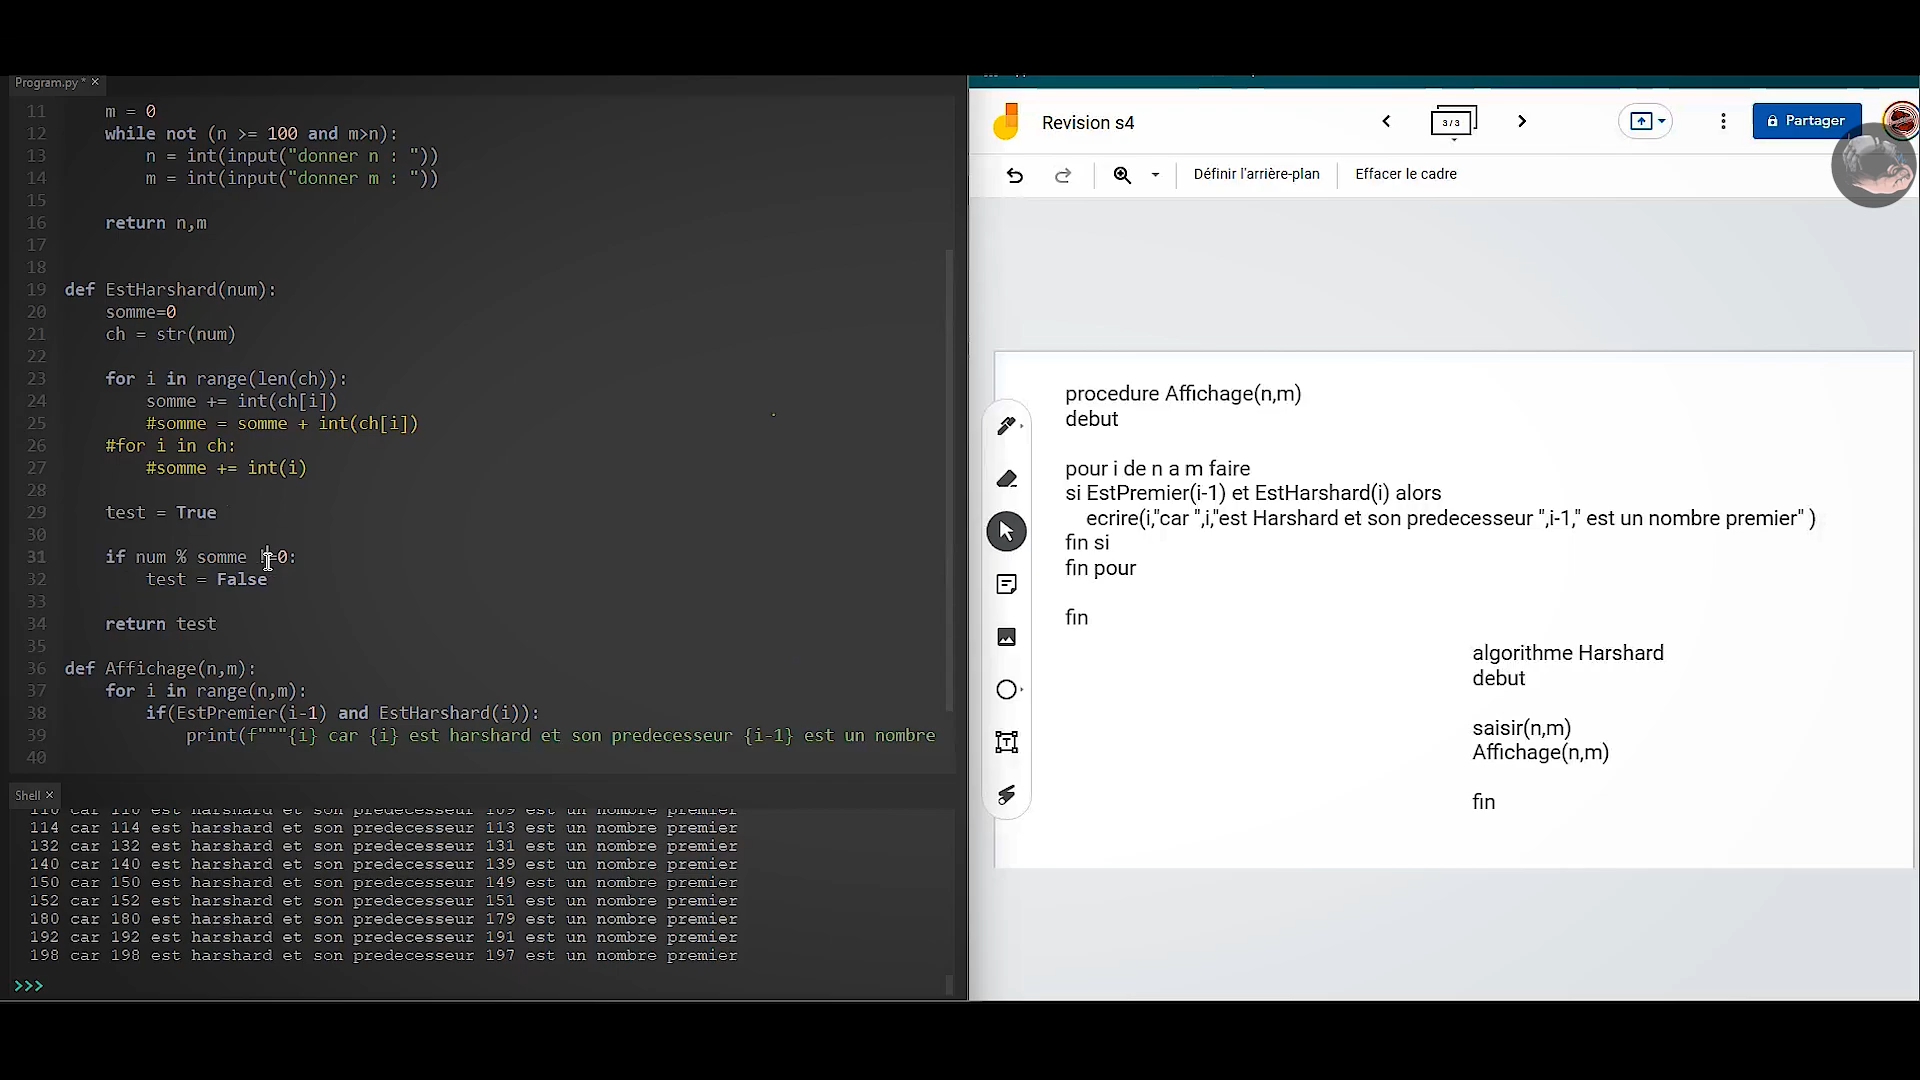 Program.py * ×
11 m = 0
12 while not (n >= 100 and m>n):
13 n = int(input("donner n : "))
14 m = int(input("donner m : "))
15
16 return n,m
17
18
19 def EstHarshard(num):
20 somme=0
21 ch = str(num)
22
23 for i in range(len(ch)):
24 somme += int(ch[i])
25 #somme = somme + int(ch[i])
26 #for i in ch:
27 #somme += int(i)
28
29 test = True
30
31 if num % somme !=0:
32 test = False
33
34 return test
35
36 def Affichage(n,m):
37 for i in range(n,m):
38 if(EstPremier(i-1) and EstHarshard(i)):
39 print(f"""{i} car {i} est harshard et son predecesseur {i-1} est un nombre
40
Shell ×
110 car 110 est harshard et son predecesseur 109 est un nombre premier
114 car 114 est harshard et son predecesseur 113 est un nombre premier
132 car 132 est harshard et son predecesseur 131 est un nombre premier
140 car 140 est harshard et son predecesseur 139 est un nombre premier
150 car 150 est harshard et son predecesseur 149 est un nombre premier
152 car 152 est harshard et son predecesseur 151 est un nombre premier
180 car 180 est harshard et son predecesseur 179 est un nombre premier
192 car 192 est harshard et son predecesseur 191 est un nombre premier
198 car 198 est harshard et son predecesseur 197 est un nombre premier
>>>
Revision s4
3/3
Partager
Définir l'arrière-plan
Effacer le cadre
procedure Affichage(n,m)
debut
pour i de n a m faire
si EstPremier(i-1) et EstHarshard(i) alors
ecrire(i,"car ",i,"est Harshard et son predecesseur ",i-1," est un nombre premier" )
fin si
fin pour
fin
algorithme Harshard
debut
saisir(n,m)
Affichage(n,m)
fin